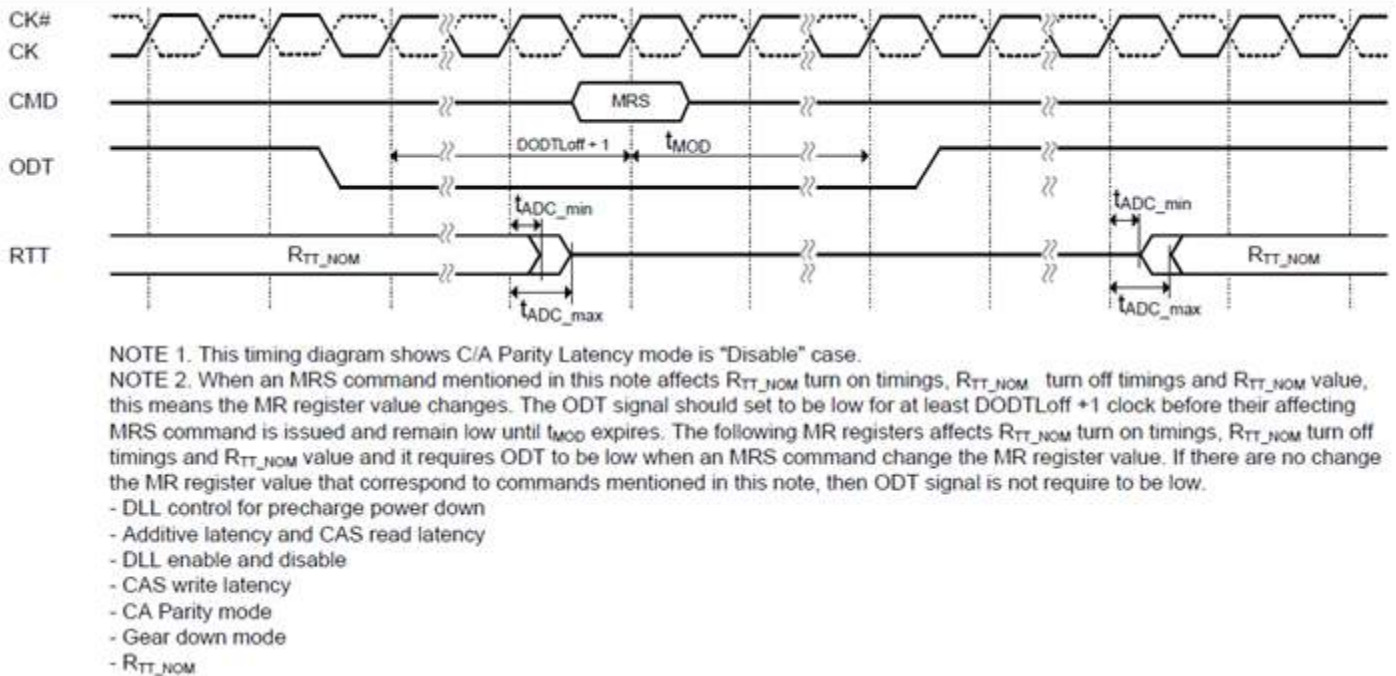 CK#
CK
CMD
MRS
ODT
DODTLoff + 1
tMOD
tADC_min
tADC_min
RTT
RTT_NOM
RTT_NOM
tADC_max
tADC_max
NOTE 1. This timing diagram shows C/A Parity Latency mode is "Disable" case.
NOTE 2. When an MRS command mentioned in this note affects RTT_NOM turn on timings, RTT_NOM turn off timings and RTT_NOM value,
this means the MR register value changes. The ODT signal should set to be low for at least DODTLoff +1 clock before their affecting
MRS command is issued and remain low until tMOD expires. The following MR registers affects RTT_NOM turn on timings, RTT_NOM turn off
timings and RTT_NOM value and it requires ODT to be low when an MRS command change the MR register value. If there are no change
the MR register value that correspond to commands mentioned in this note, then ODT signal is not require to be low.
- DLL control for precharge power down
- Additive latency and CAS read latency
- DLL enable and disable
- CAS write latency
- CA Parity mode
- Gear down mode
- RTT_NOM